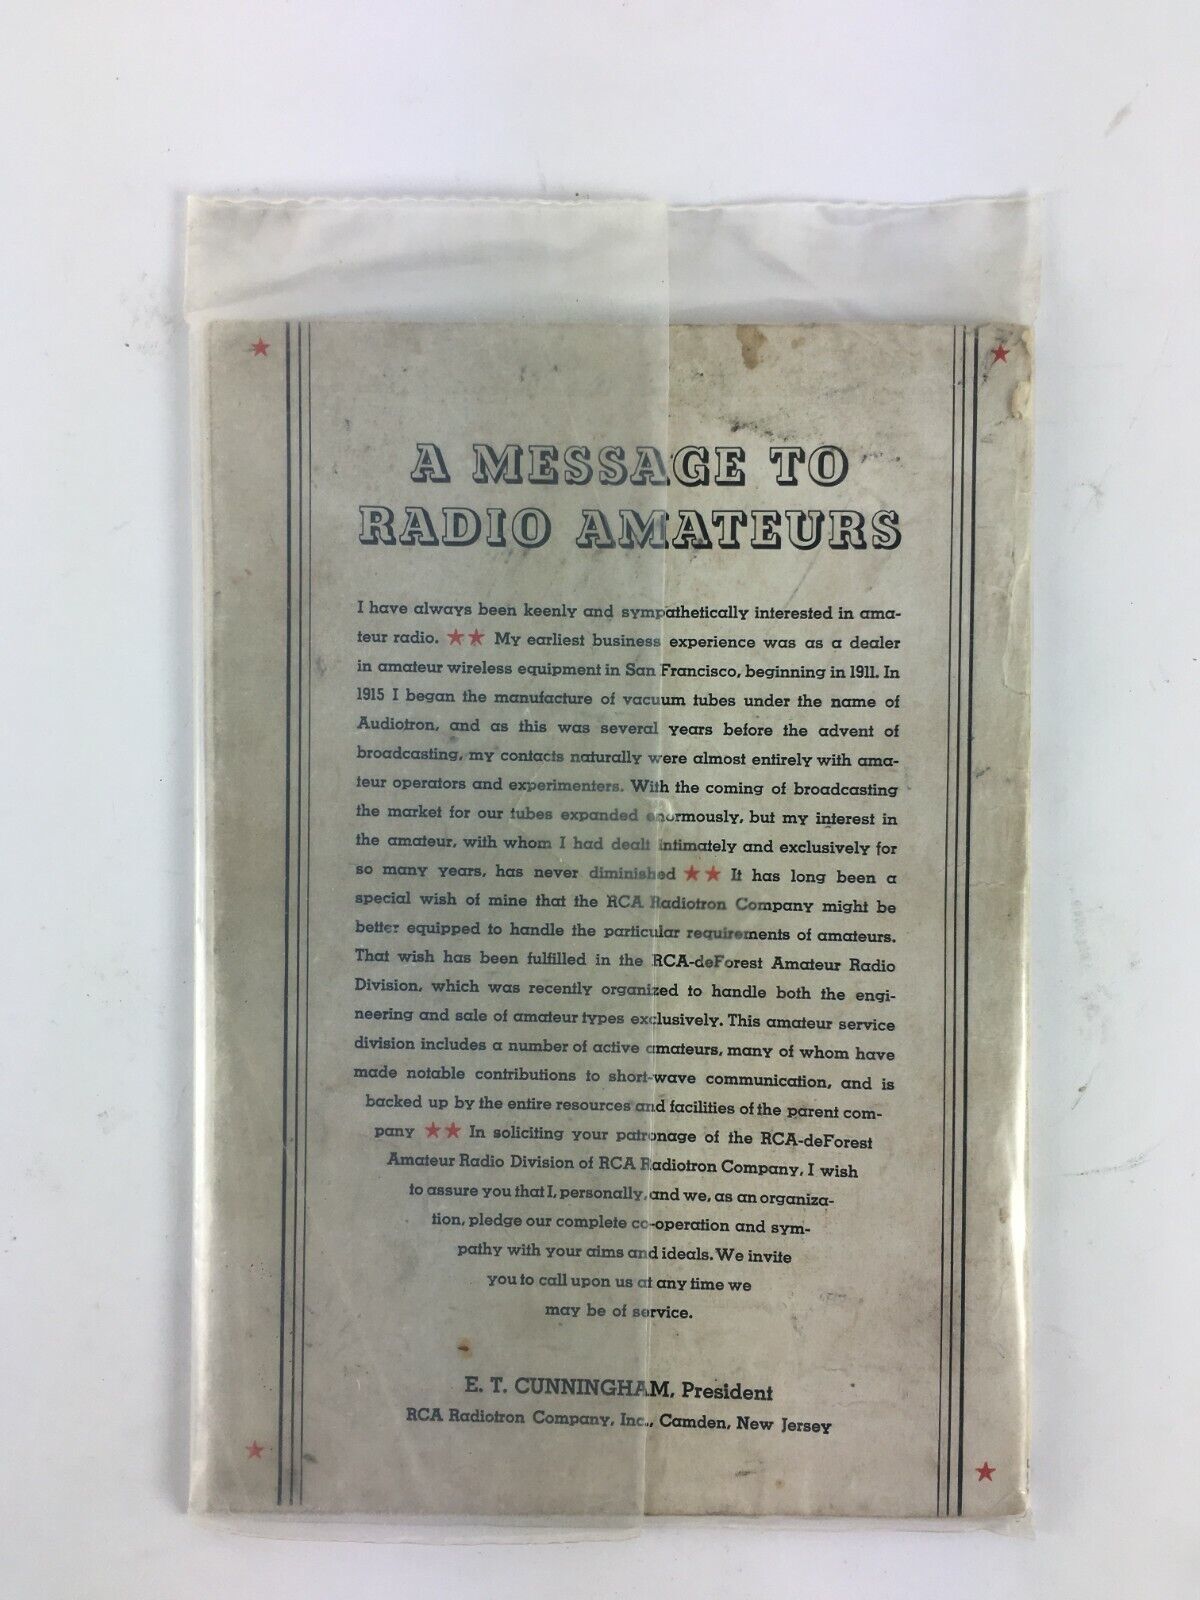 A MESSAGE TO
RADIO AMATEURS
I have always been keenly and sympathetically interested in ama-
teur radio. ★★ My earliest business experience was as a dealer
in amateur wireless equipment in San Francisco, beginning in 1911. In
1915 I began the manufacture of vacuum tubes under the name of
Audiotron, and as this was several years before the advent of
broadcasting, my contacts naturally were almost entirely with ama-
teur operators and experimenters. With the coming of broadcasting
the market for our tubes expanded enormously, but my interest in
the amateur, with whom I had dealt intimately and exclusively for
so many years, has never diminished ★★ It has long been a
special wish of mine that the RCA Radiotron Company might be
better equipped to handle the particular requirements of amateurs.
That wish has been fulfilled in the RCA-deForest Amateur Radio
Division, which was recently organized to handle both the engi-
neering and sale of amateur types exclusively. This amateur service
division includes a number of active amateurs, many of whom have
made notable contributions to short-wave communication, and is
backed up by the entire resources and facilities of the parent com-
pany ★★ In soliciting your patronage of the RCA-deForest
Amateur Radio Division of RCA Radiotron Company, I wish
to assure you that I, personally, and we, as an organiza-
tion, pledge our complete co-operation and sym-
pathy with your aims and ideals. We invite
you to call upon us at any time we
may be of service.
E. T. CUNNINGHAM, President
RCA Radiotron Company, Inc., Camden, New Jersey